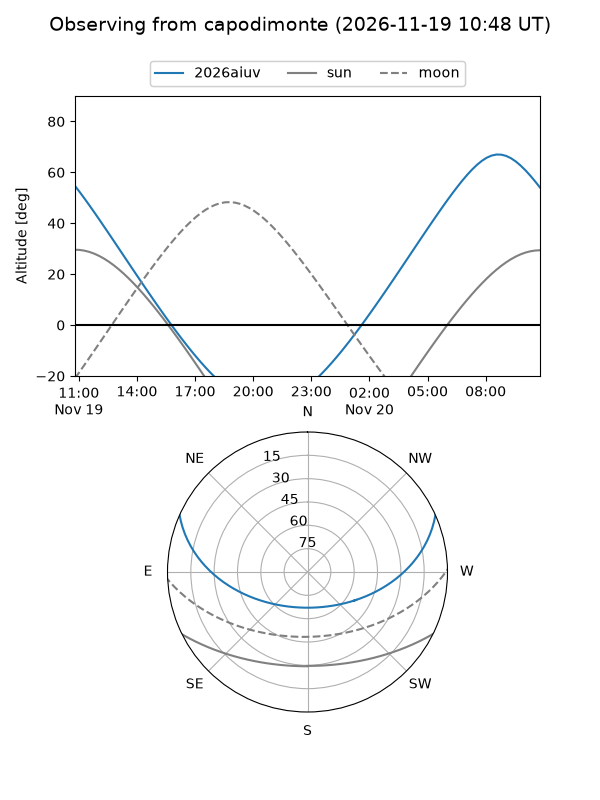 Observing from capodimonte (2026-11-19 10:48 UT)
2026aiuv sun moon
Altitude [deg]
80
60
40
20
0
−20
11:00 14:00 17:00 20:00 23:00 02:00 05:00 08:00
Nov 19 Nov 20
N
NE NW
15
30
45
60
75
E W
SE SW
S